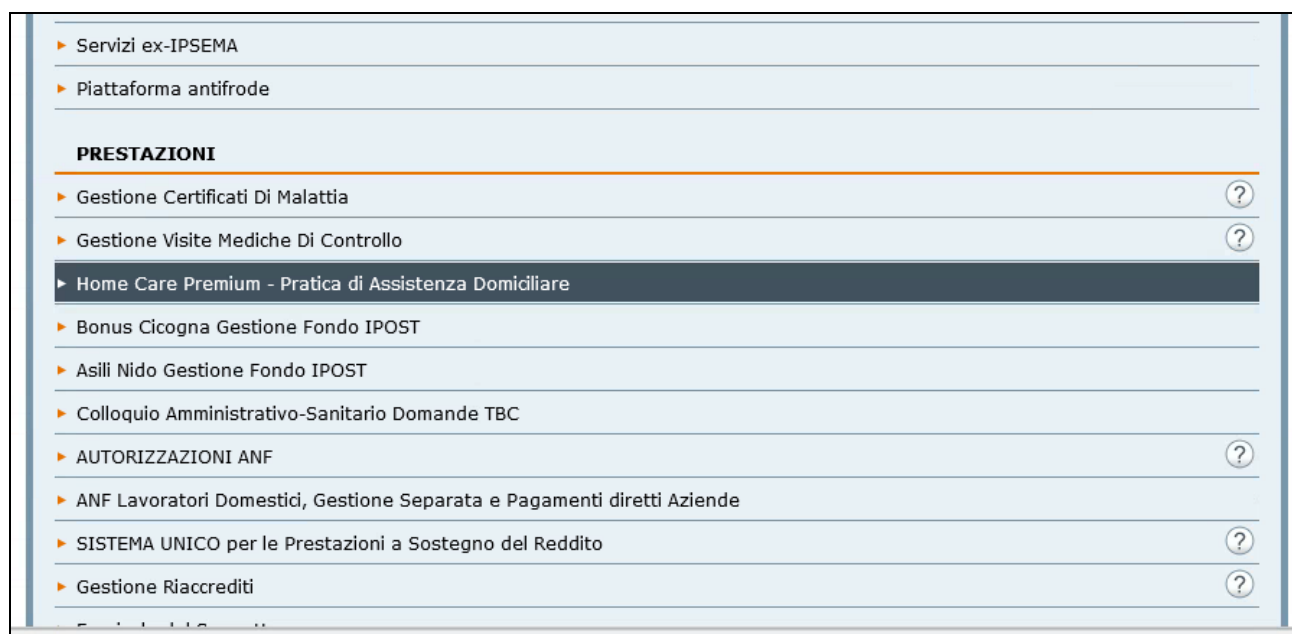 Servizi ex-IPSEMA
Piattaforma antifrode
PRESTAZIONI
Gestione Certificati Di Malattia ?
Gestione Visite Mediche Di Controllo ?
Home Care Premium - Pratica di Assistenza Domiciliare
Bonus Cicogna Gestione Fondo IPOST
Asili Nido Gestione Fondo IPOST
Colloquio Amministrativo-Sanitario Domande TBC
AUTORIZZAZIONI ANF ?
ANF Lavoratori Domestici, Gestione Separata e Pagamenti diretti Aziende
SISTEMA UNICO per le Prestazioni a Sostegno del Reddito ?
Gestione Riaccrediti ?